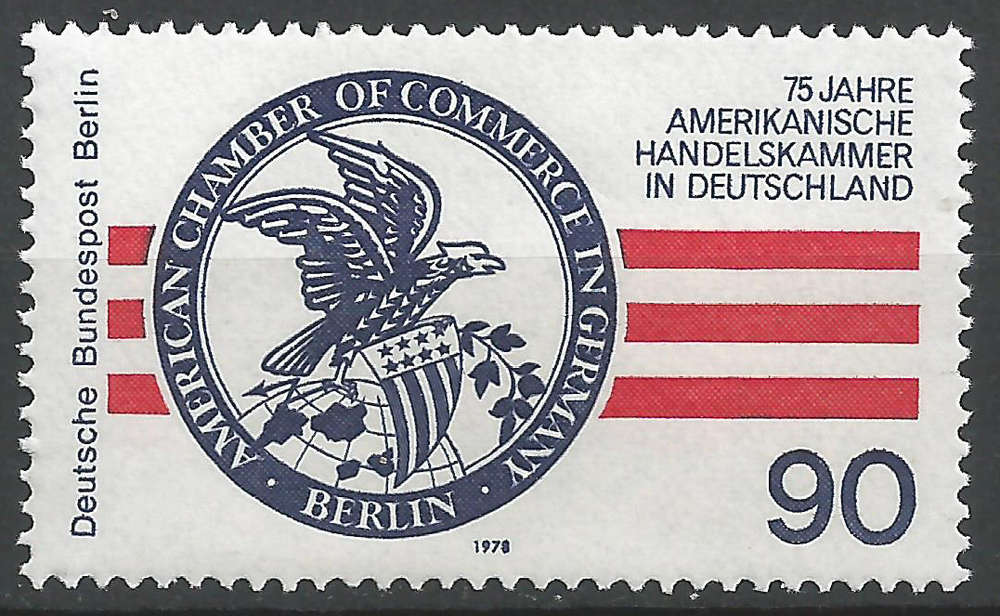 Deutsche Bundespost Berlin
AMERICAN CHAMBER OF COMMERCE IN GERMANY
· BERLIN ·
75 JAHRE
AMERIKANISCHE
HANDELSKAMMER
IN DEUTSCHLAND
90
1978